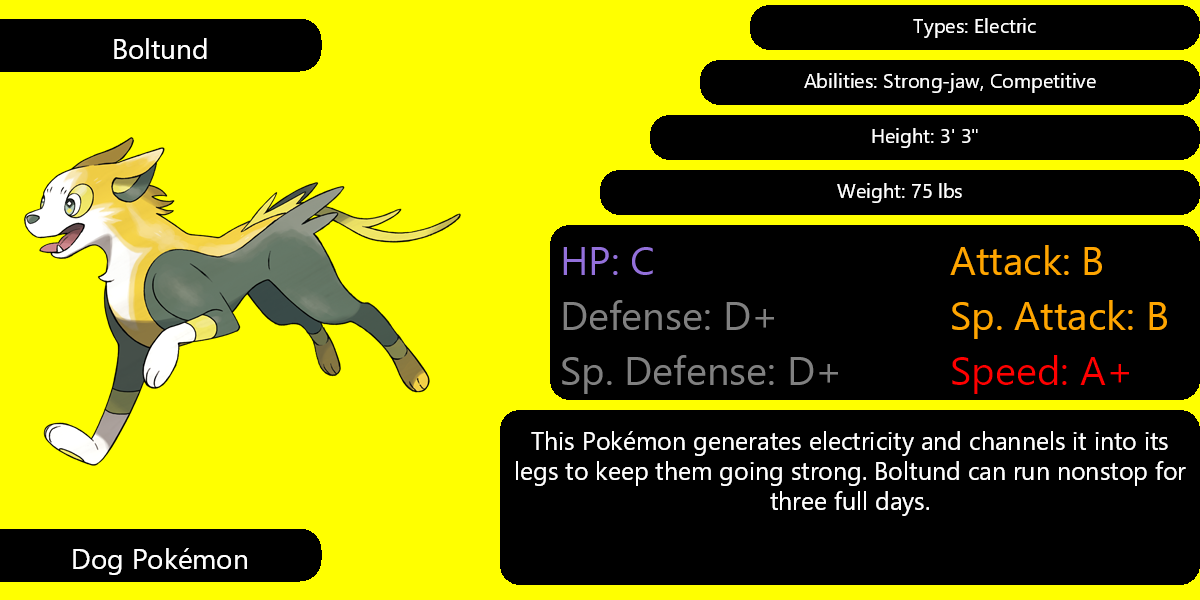 Boltund
Types: Electric
Abilities: Strong-jaw, Competitive
Height: 3' 3"
Weight: 75 lbs
HP: C
Attack: B
Defense: D+
Sp. Attack: B
Sp. Defense: D+
Speed: A+
This Pokémon generates electricity and channels it into its
legs to keep them going strong. Boltund can run nonstop for
three full days.
Dog Pokémon